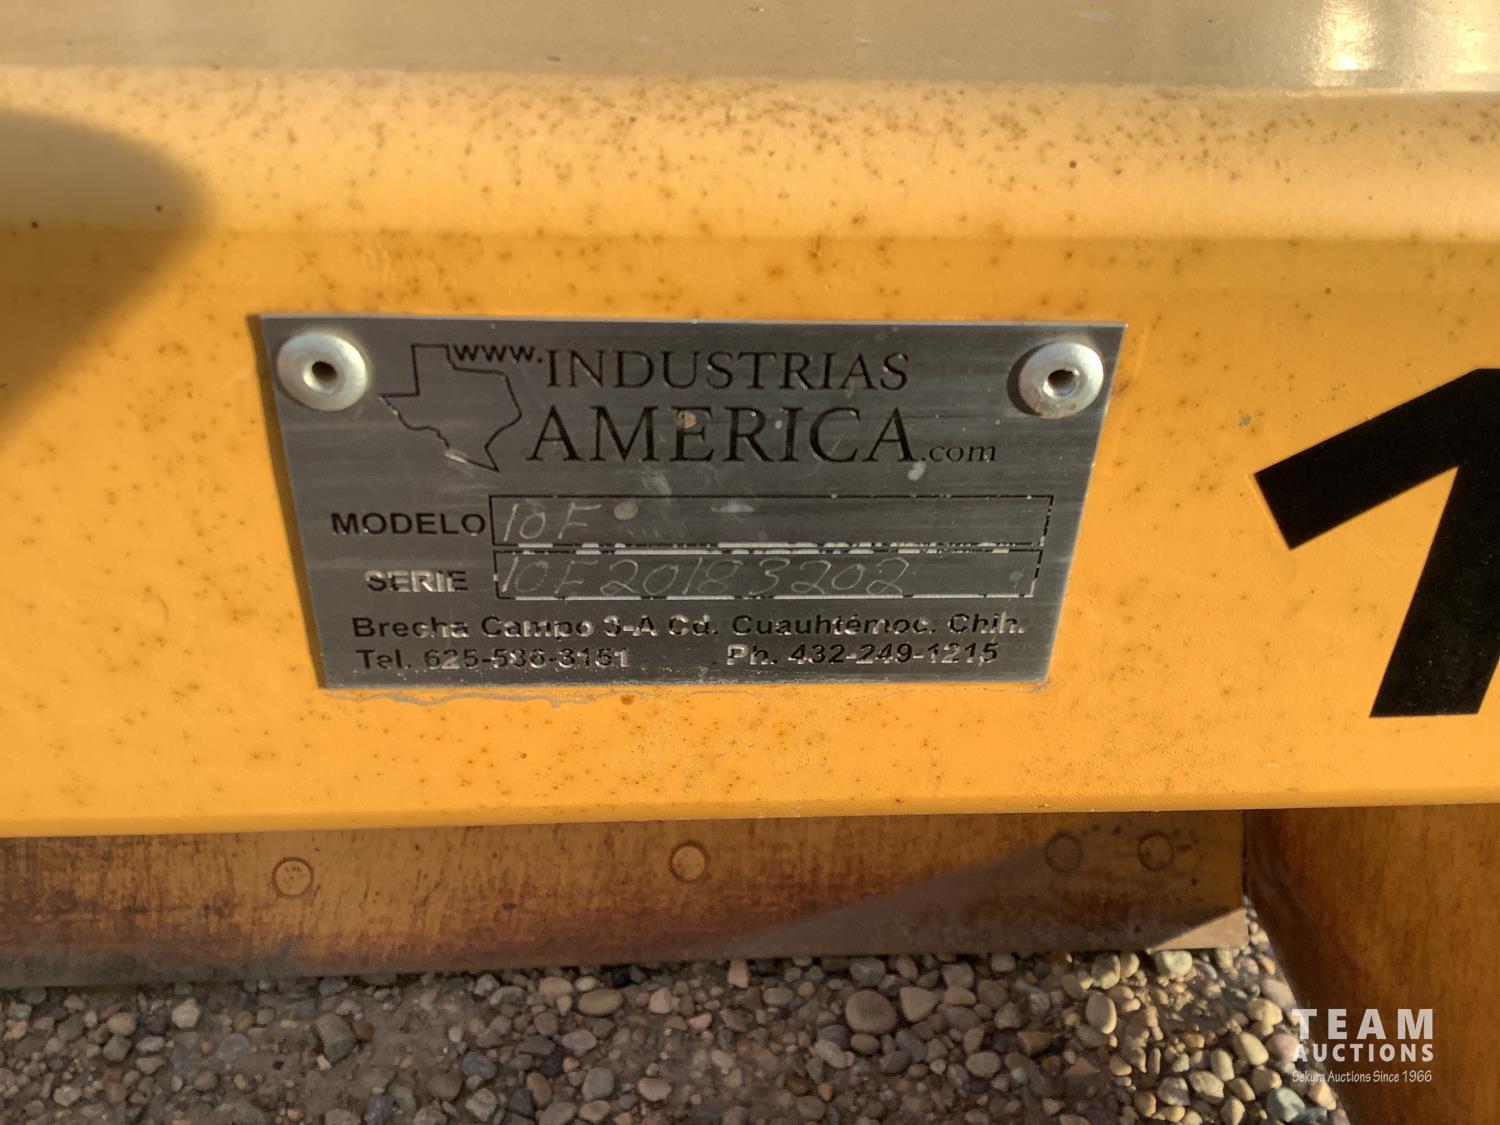 www.INDUSTRIAS
AMERICA.com
MODELO 10F
SERIE 10F20183202
Brecha Campo 3-A Cd. Cuauhtémoc. Chih.
Tel. 625-586-3151 Ph. 432-249-1215
1
TEAM
AUCTIONS
Sekura Auctions Since 1966